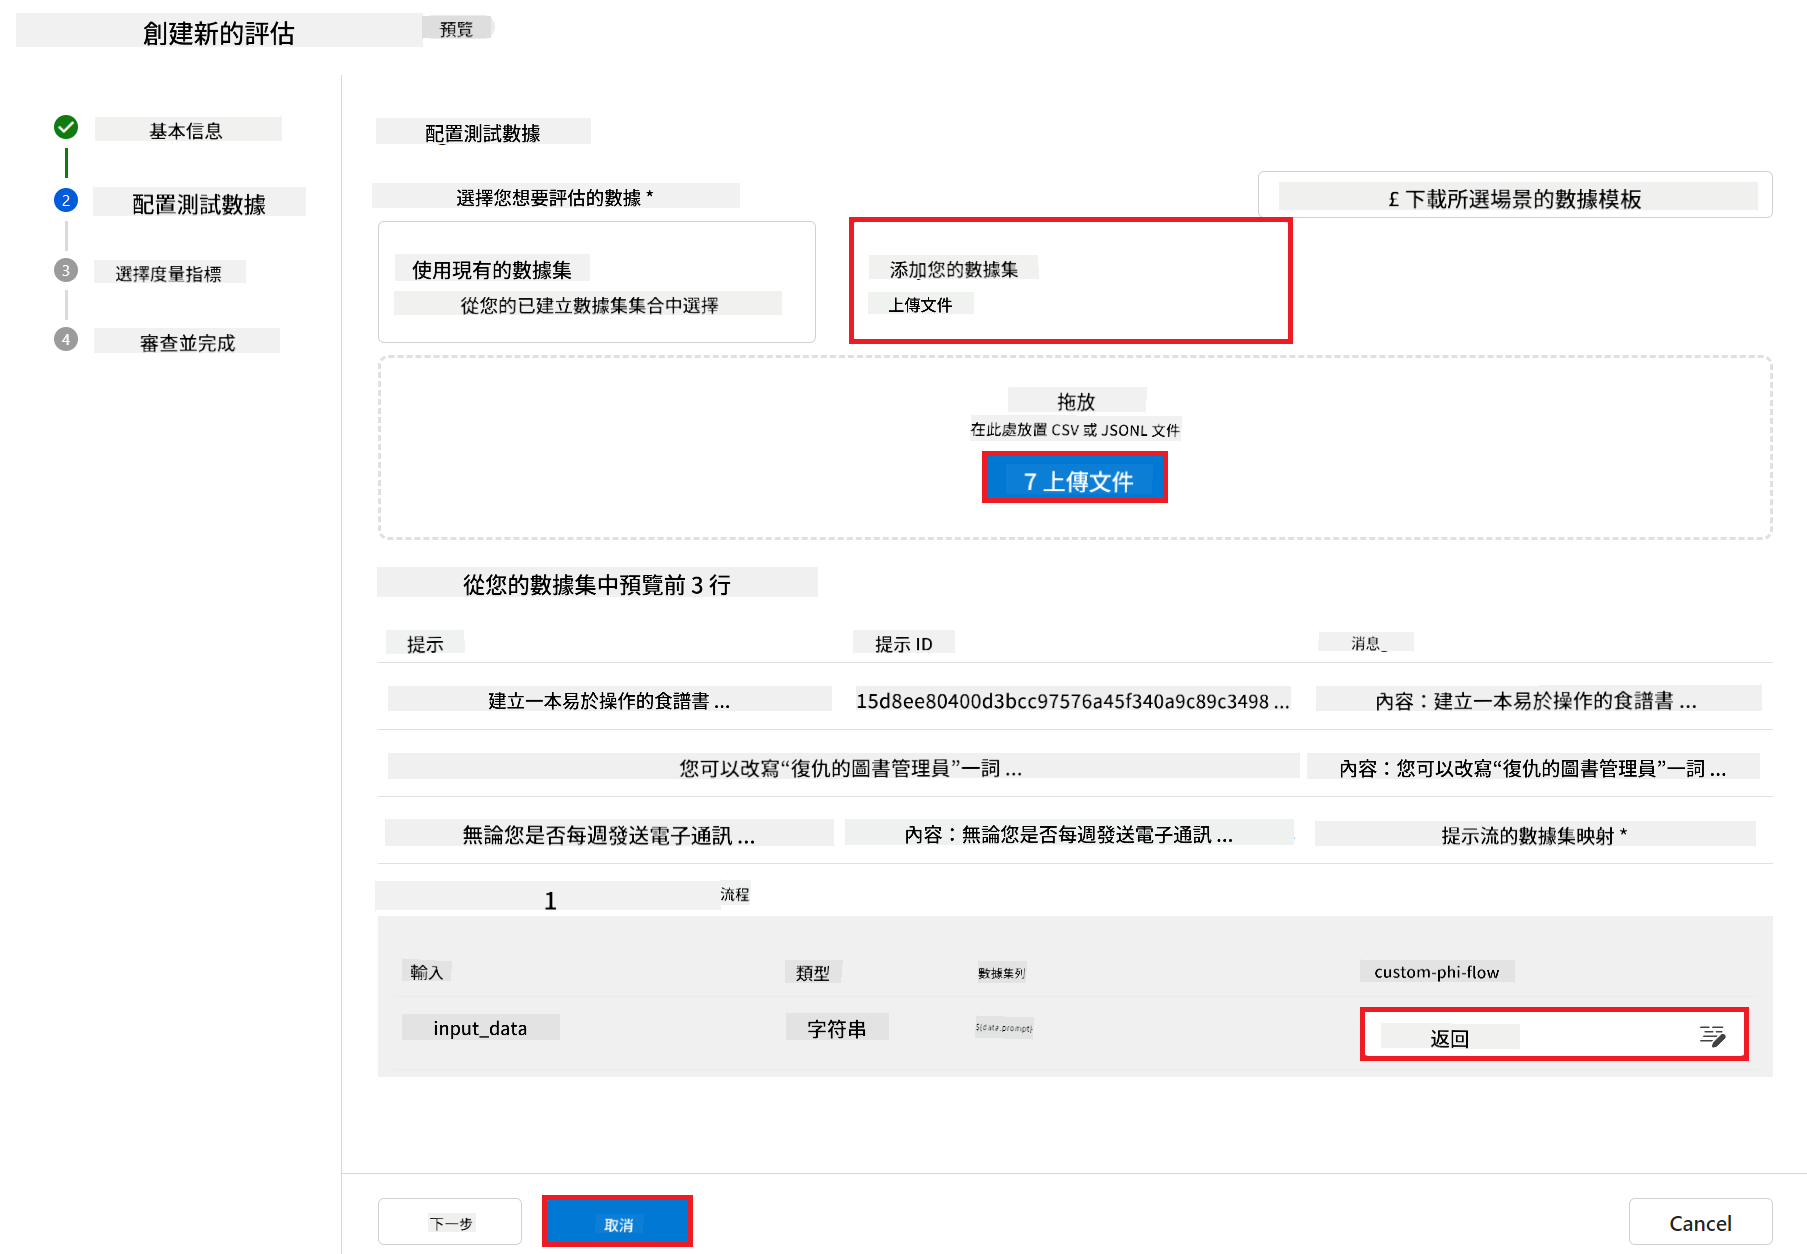 創建新的評估 預覽
基本信息
2 配置測試數據
3 選擇度量指標
4 審查並完成
配置測試數據
選擇您想要評估的數據 *
£ 下載所選場景的數據模板
使用現有的數據集
從您的已建立數據集集合中選擇
添加您的數據集
上傳文件
拖放
在此處放置 CSV 或 JSONL 文件
7 上傳文件
從您的數據集中預覽前 3 行
提示 提示 ID 消息_
建立一本易於操作的食譜書 ... 15d8ee80400d3bcc97576a45f340a9c89c3498 ... 內容：建立一本易於操作的食譜書 ...
您可以改寫“復仇的圖書管理員”一詞 ... 內容：您可以改寫“復仇的圖書管理員”一詞 ...
無論您是否每週發送電子通訊 ... 內容：無論您是否每週發送電子通訊 ... 提示流的數據集映射 *
1 流程
輸入 類型 數據集列 custom-phi-flow
input_data 字符串 ${data.prompt} 返回
下一步 取消 Cancel